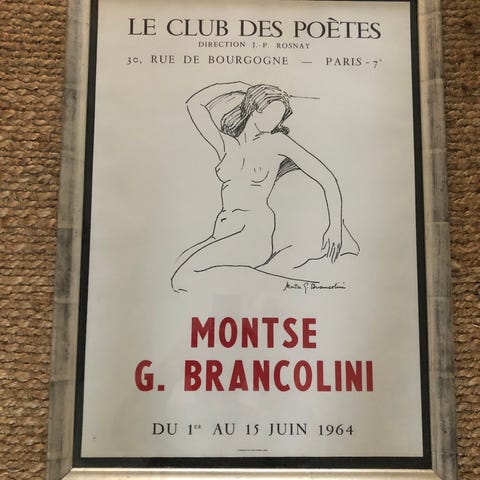 LE CLUB DES POÈTES
DIRECTION J.-P. ROSNAY
30, RUE DE BOURGOGNE — PARIS-7ᵉ
MONTSE
G. BRANCOLINI
DU 1ᵉʳ AU 15 JUIN 1964